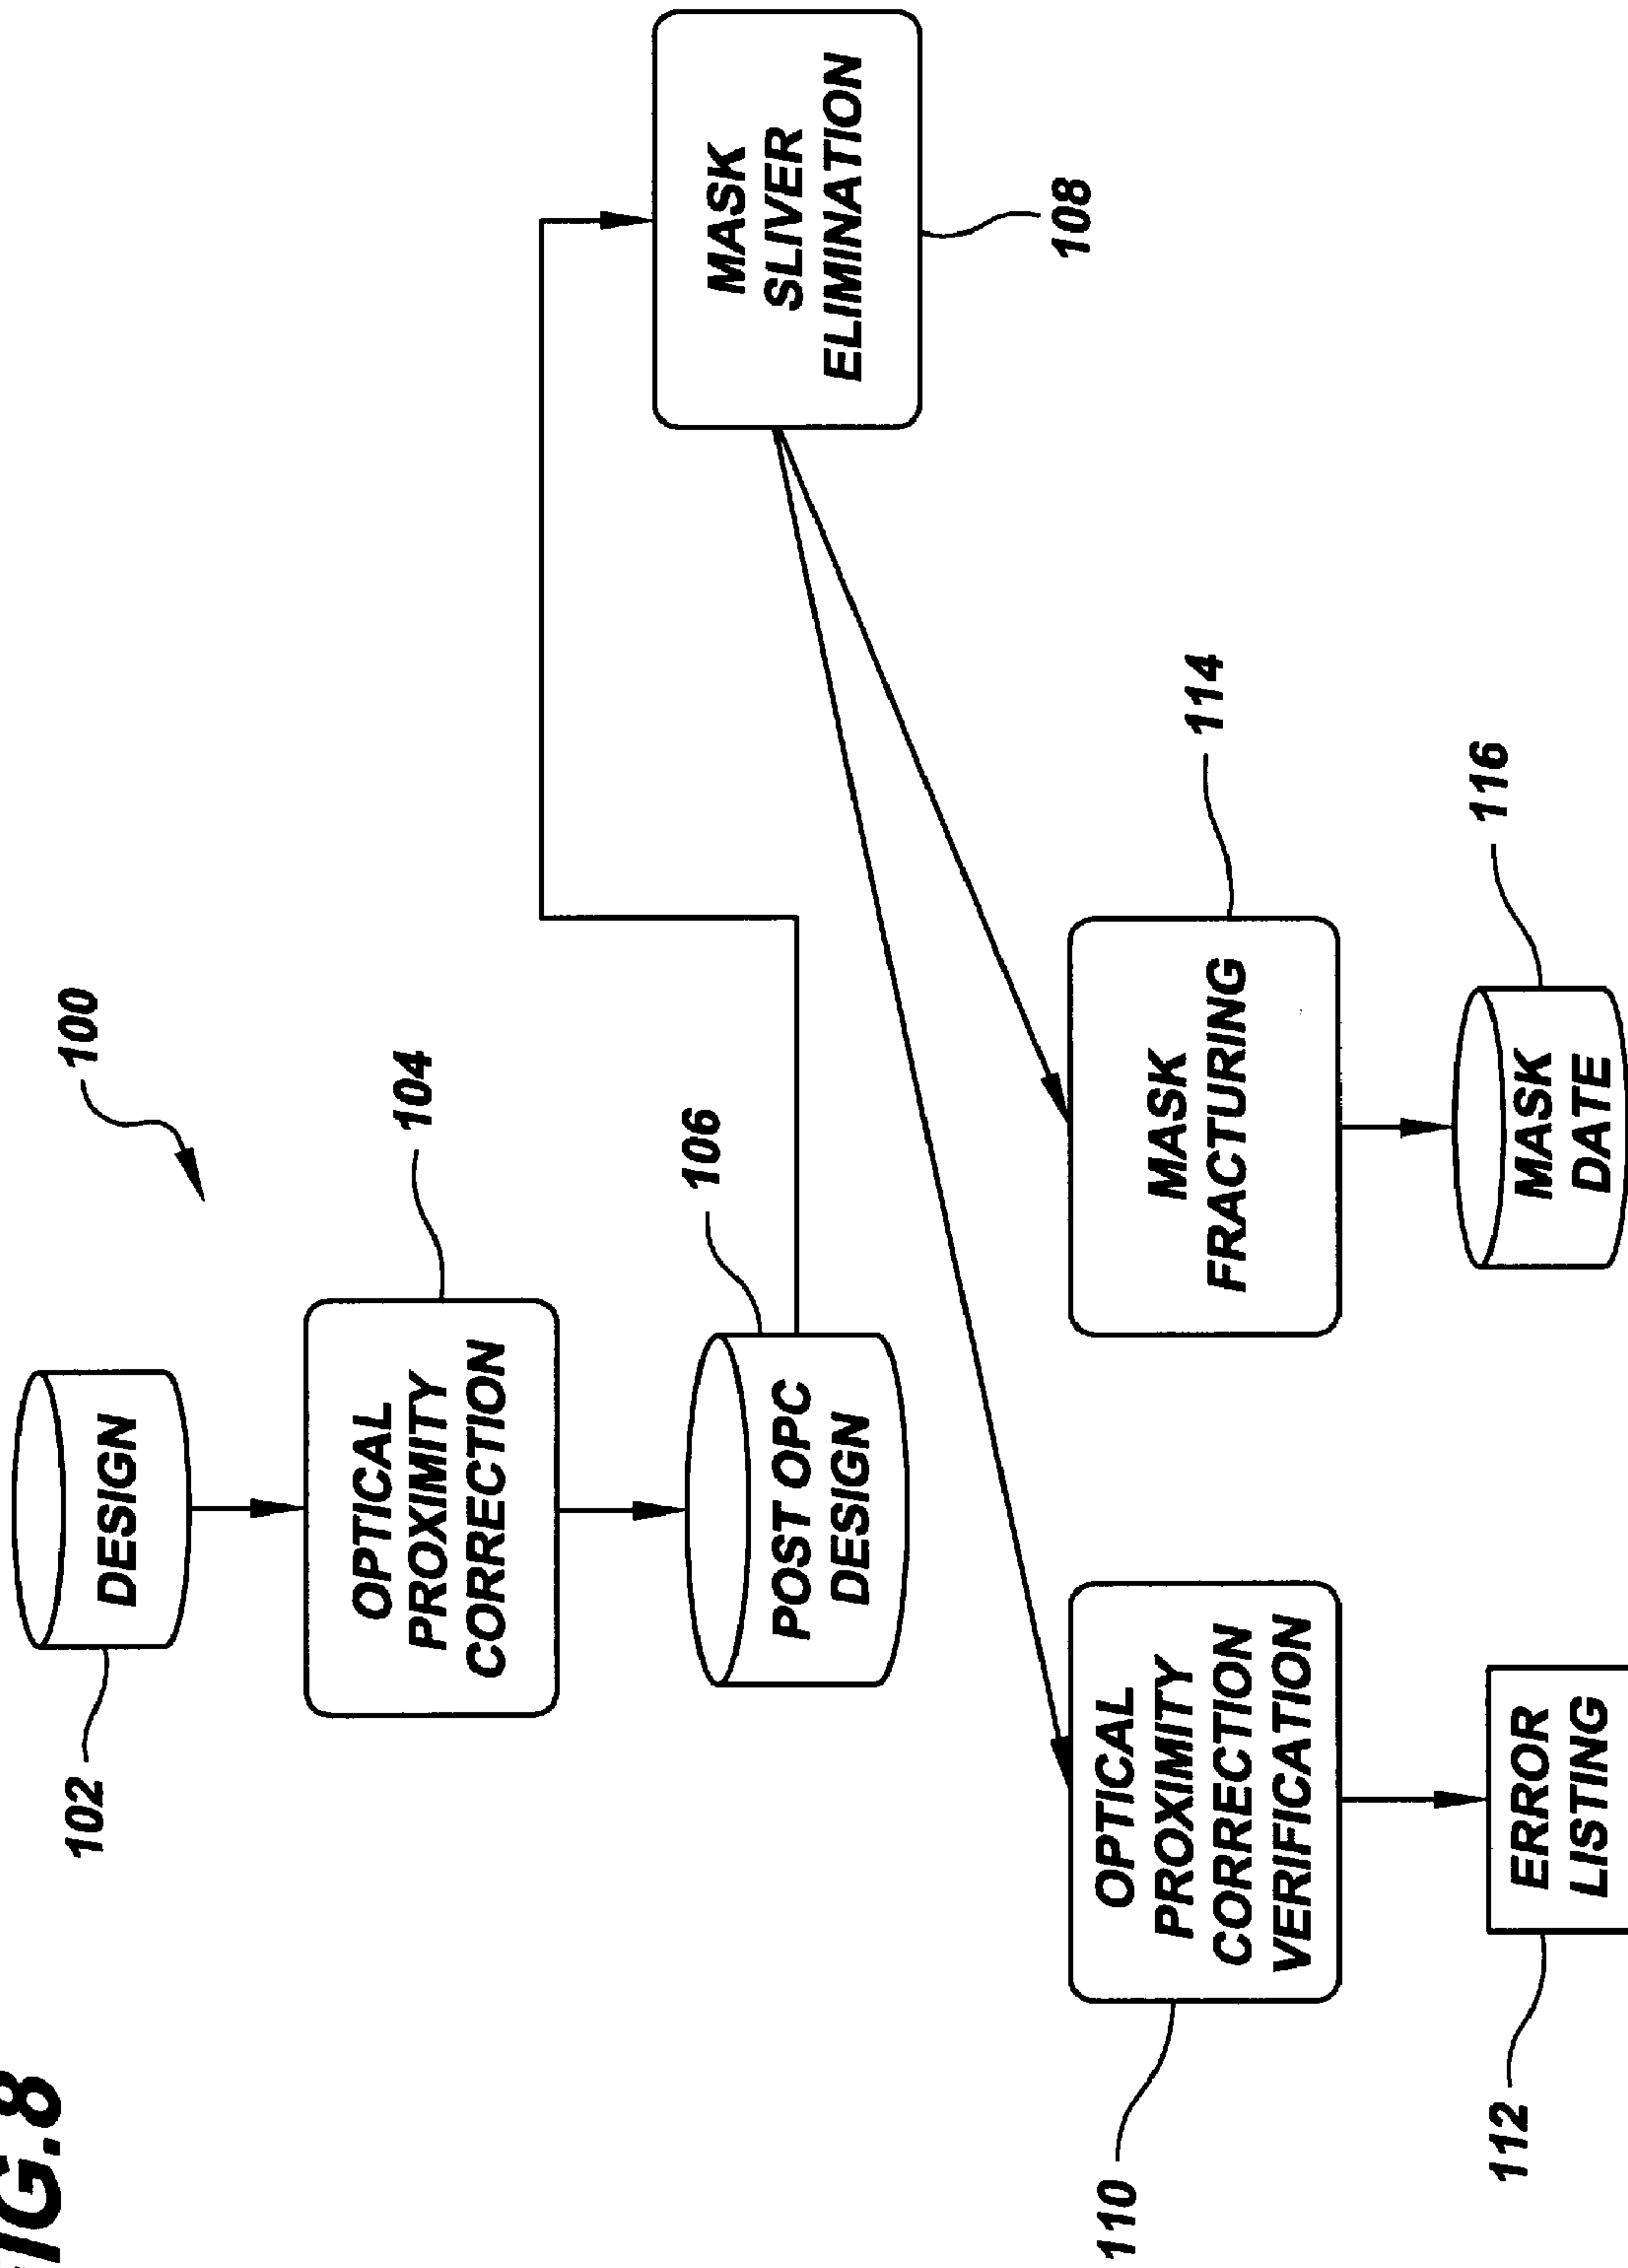 FIG.8
100
102
DESIGN
104
OPTICAL
PROXIMITY
CORRECTION
106
POST OPC
DESIGN
MASK
SLIVER
ELIMINATION
108
110
OPTICAL
PROXIMITY
CORRECTION
VERIFICATION
MASK
FRACTURING
114
112
ERROR
LISTING
MASK
DATE
116